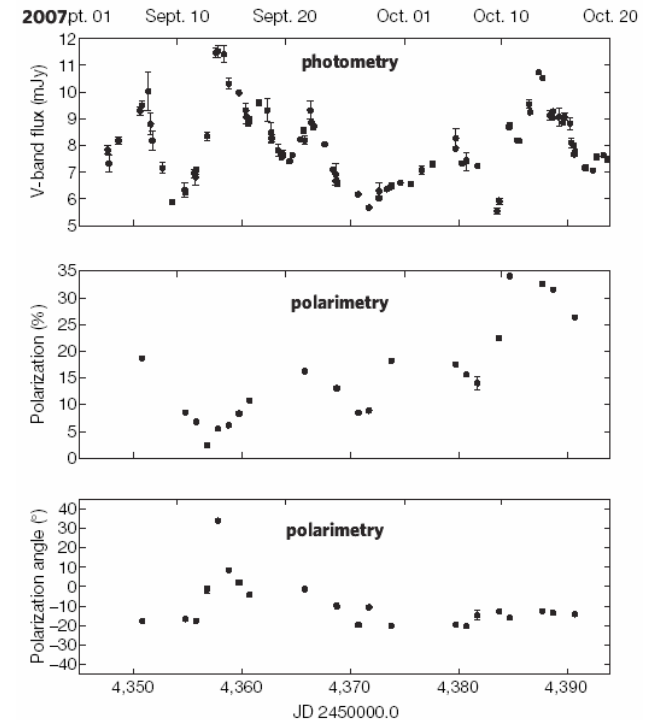 2007pt. 01 Sept. 10 Sept. 20 Oct. 01 Oct. 10 Oct. 20
photometry
V-band flux (mJy)
12
11
10
9
8
7
6
5
polarimetry
Polarization (%)
35
30
25
20
15
10
5
0
polarimetry
Polarization angle (°)
40
30
20
10
0
−10
−20
−30
−40
4,350 4,360 4,370 4,380 4,390
JD 2450000.0